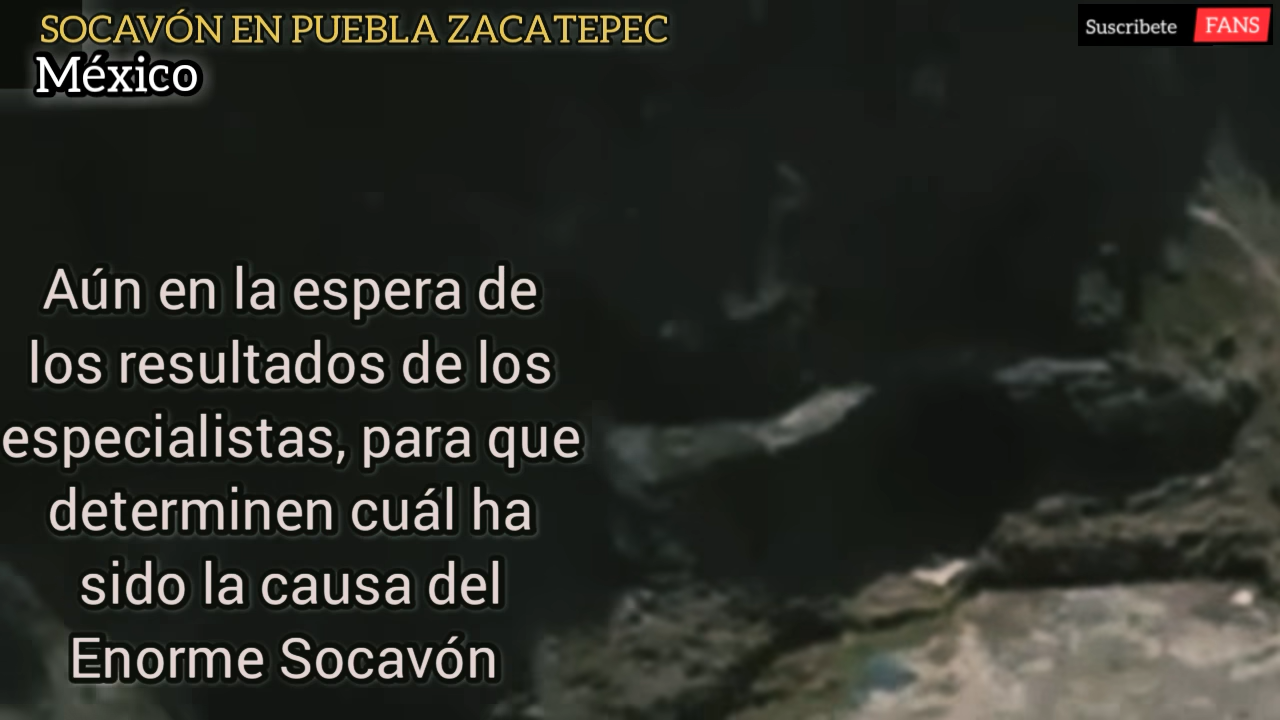 SOCAVÓN EN PUEBLA ZACATEPEC
México
Suscribete FANS
Aún en la espera de
los resultados de los
especialistas, para que
determinen cuál ha
sido la causa del
Enorme Socavón